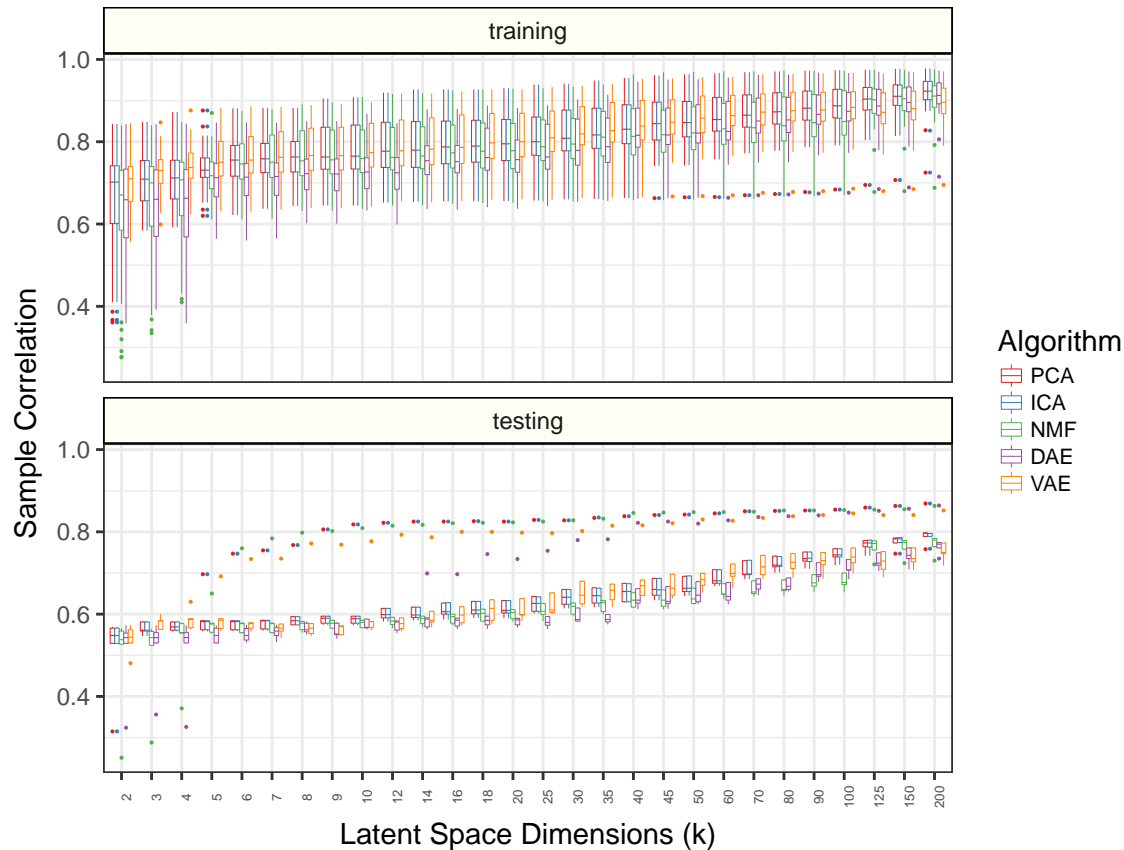 training
1.0
0.8
0.6
0.4
testing
1.0
0.8
0.6
0.4
Sample Correlation
2 3 4 5 6 7 8 9 10 12 14 16 18 20 25 30 35 40 45 50 60 70 80 90 100 125 150 200
Latent Space Dimensions (k)
Algorithm
PCA
ICA
NMF
DAE
VAE